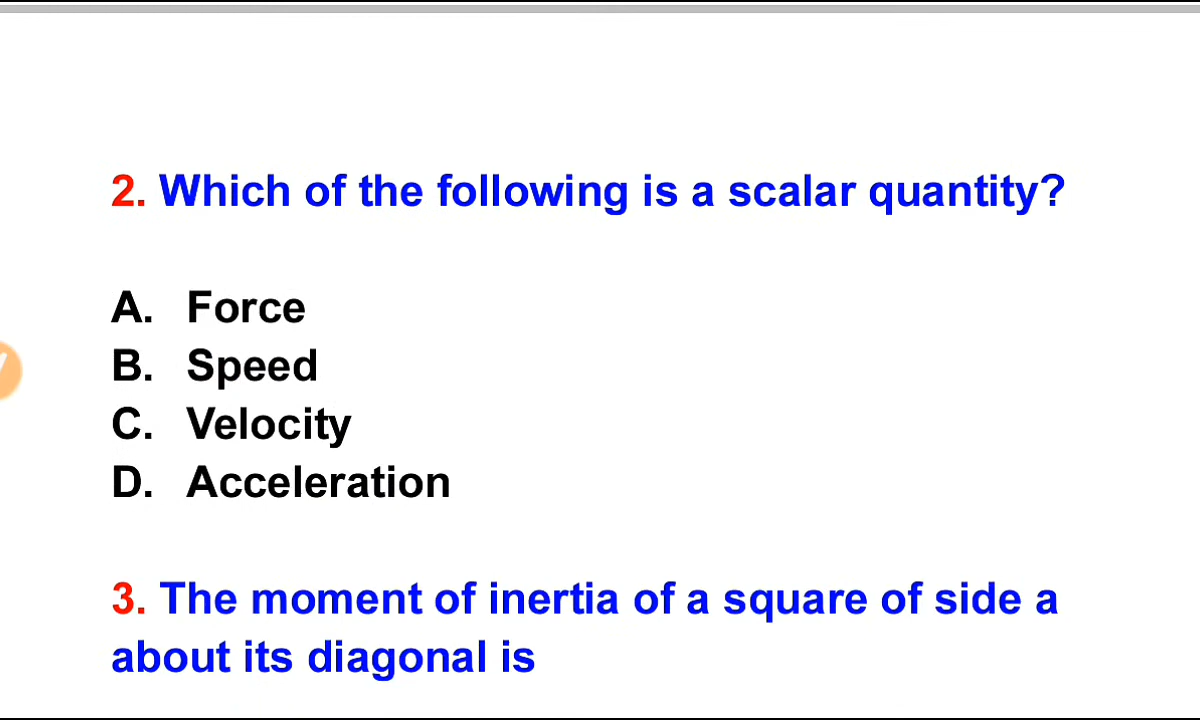 2. Which of the following is a scalar quantity?
A. Force
B. Speed
C. Velocity
D. Acceleration
3. The moment of inertia of a square of side a
about its diagonal is